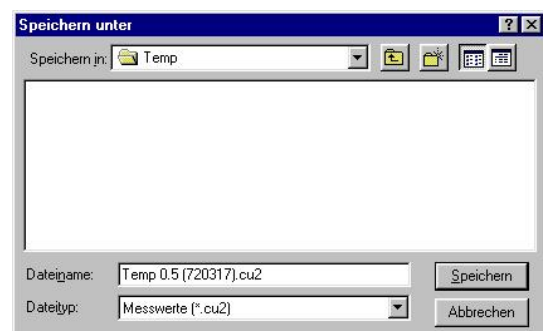 Speichern unter
Speichern in: Temp
Dateiname: Temp 0.5 (720317).cu2 Speichern
Dateityp: Messwerte (*.cu2) Abbrechen